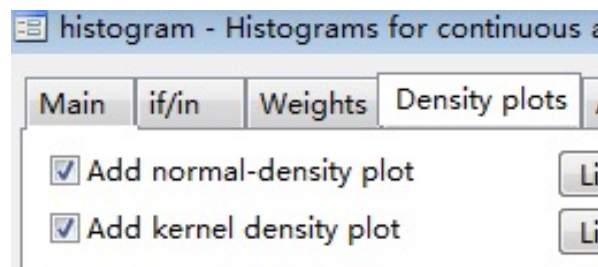 histogram - Histograms for continuous
Main if/in Weights Density plots
Add normal-density plot
Add kernel density plot